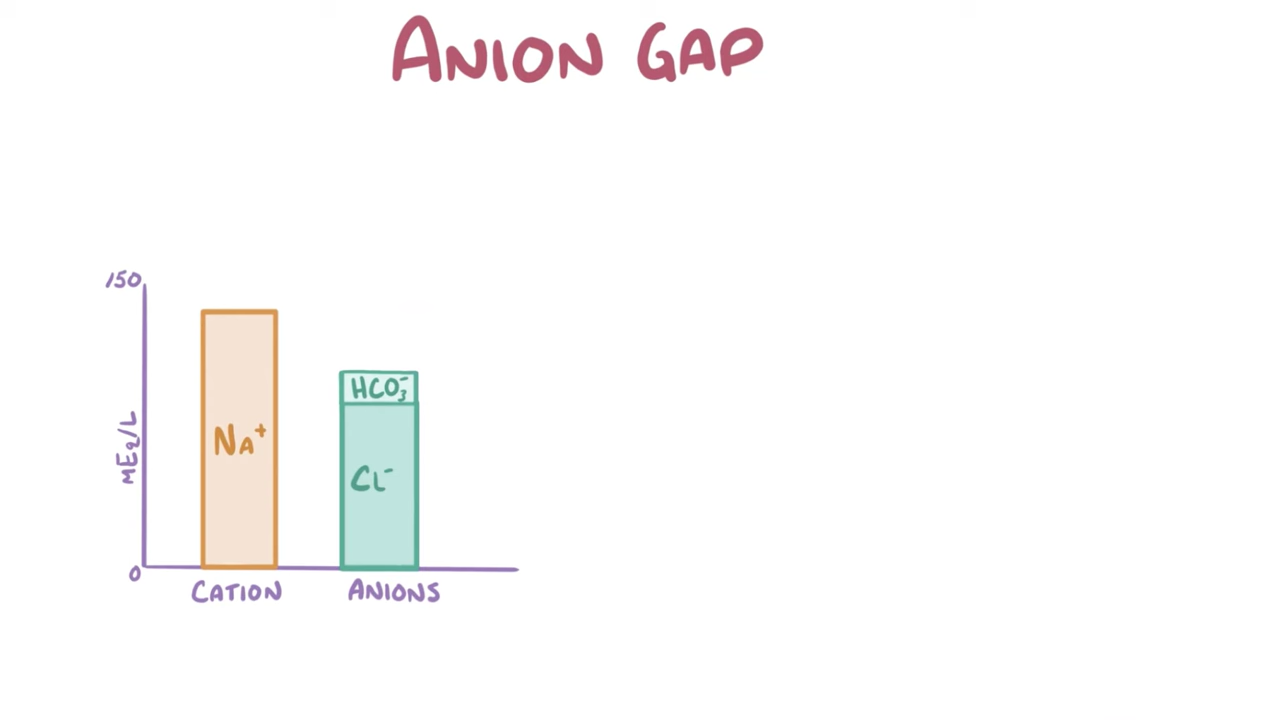 ANION GAP
150
MEq/L
HCO₃⁻
Na⁺
Cl⁻
0
CATION
ANIONS